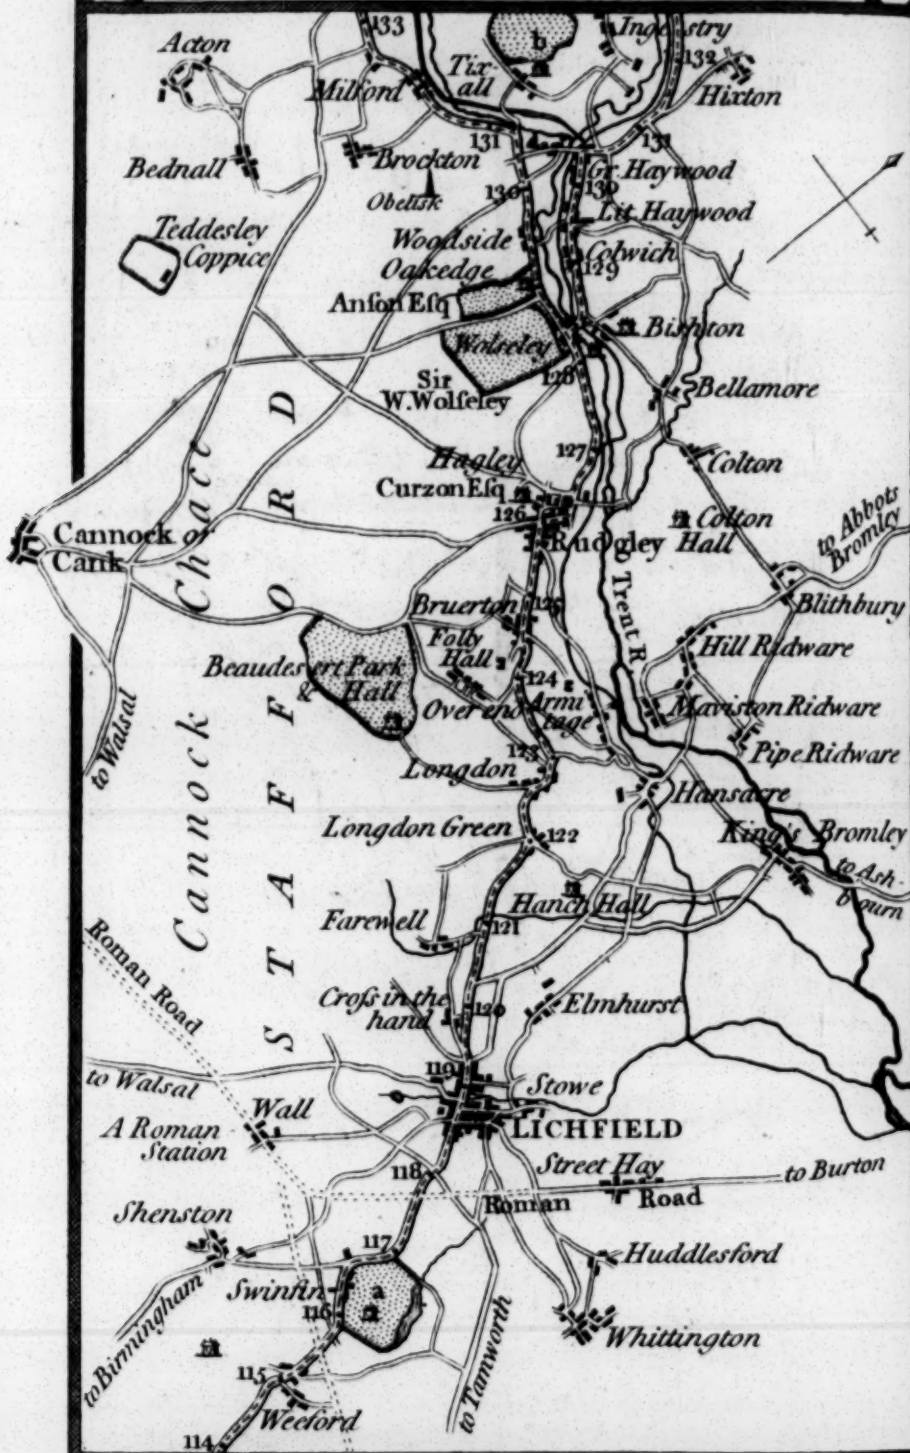 133
Acton
Milford
Tix-
all
b
Ingestry
132
Hixton
131
131
Bednall
Brockton
Obelisk
130
Gr. Haywood
130
Lit. Haywood
Teddesley
Coppice
Woodside
Colwich
129
Oakedge
Anſon Eſq
Wolseley
Bishton
Sir
W. Wolſeley
128
Bellamore
127
Hagley
Curzon Eſq
Colton
126
Rudgley
Colton
Hall
to Abbots
Bromley
Cannock or
Cank
Cannock Chace
STAFFORD
Trent R.
Blithbury
Bruerton
125
Folly
Hall
Hill Ridware
Beaudesert Park
& Hall
124
Over end
Armi
tage
Maviston Ridware
Pipe Ridware
to Walsal
123
Longdon
Hansacre
Longdon Green
122
King's Bromley
to Ash-
bourn
Hanch Hall
Farewell
121
Roman Road
Croſs in the
hand
120
Elmhurst
119
to Walsal
Stowe
Wall
LICHFIELD
A Roman
Station
118
Street Hay
to Burton
Roman Road
Shenston
117
Huddlesford
Swinfin
a
116
to Birmingham
Whittington
115
to Tamworth
Weeford
114